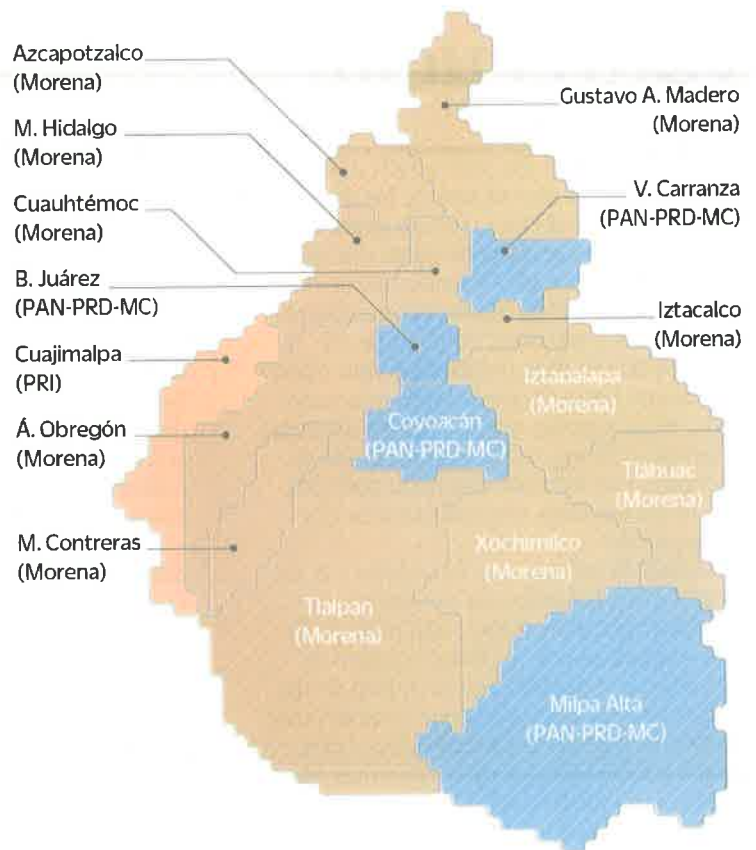 Azcapotzalco
(Morena)
M. Hidalgo
(Morena)
Cuauhtémoc
(Morena)
B. Juárez
(PAN-PRD-MC)
Cuajimalpa
(PRI)
Á. Obregón
(Morena)
M. Contreras
(Morena)
Gustavo A. Madero
(Morena)
V. Carranza
(PAN-PRD-MC)
Iztacalco
(Morena)
Iztapalapa
(Morena)
Coyoacán
(PAN-PRD-MC)
Tláhuac
(Morena)
Xochimilco
(Morena)
Tlalpan
(Morena)
Milpa Alta
(PAN-PRD-MC)